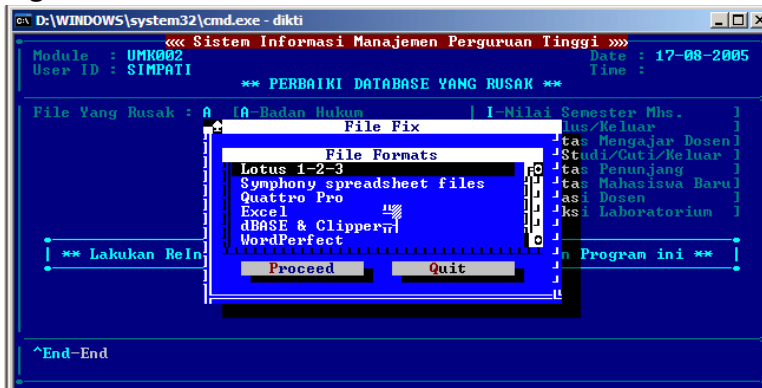 D:\WINDOWS\system32\cmd.exe - dikti
««« Sistem Informasi Manajemen Perguruan Tinggi »»»
Module : UMK002 Date : 17-08-2005
User ID : SIMPATI Time :
** PERBAIKI DATABASE YANG RUSAK **
File Yang Rusak : A [A-Badan Hukum | I-Nilai Semester Mhs. ]
File Fix
lus/Keluar ]
tas Mengajar Dosen]
File Formats
Studi/Cuti/Keluar ]
Lotus 1-2-3
tas Penunjang ]
Symphony spreadsheet files
tas Mahasiswa Baru]
Quattro Pro
asi Dosen ]
Excel
ksi Laboratorium ]
dBASE & Clipper
WordPerfect
** Lakukan ReIn
n Program ini **
Proceed Quit
^End-End